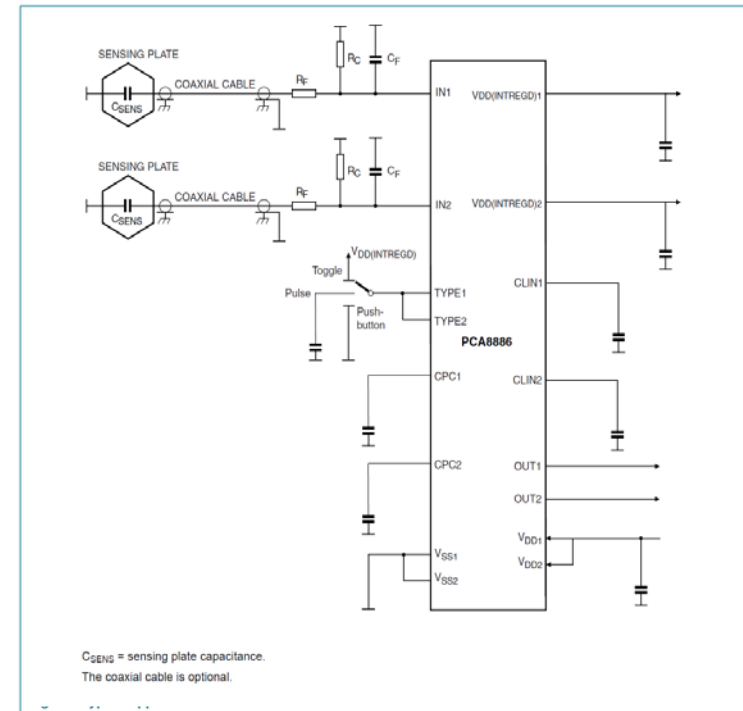 SENSING PLATE
COAXIAL CABLE
CSENS
RF
RC
CF
IN1
VDD(INTREGD)1
SENSING PLATE
COAXIAL CABLE
CSENS
RF
RC
CF
IN2
VDD(INTREGD)2
VDD(INTREGD)
Toggle
Pulse
Push-
button
TYPE1
TYPE2
CLIN1
PCA8886
CPC1
CLIN2
CPC2
OUT1
OUT2
VDD1
VDD2
VSS1
VSS2
CSENS = sensing plate capacitance.
The coaxial cable is optional.